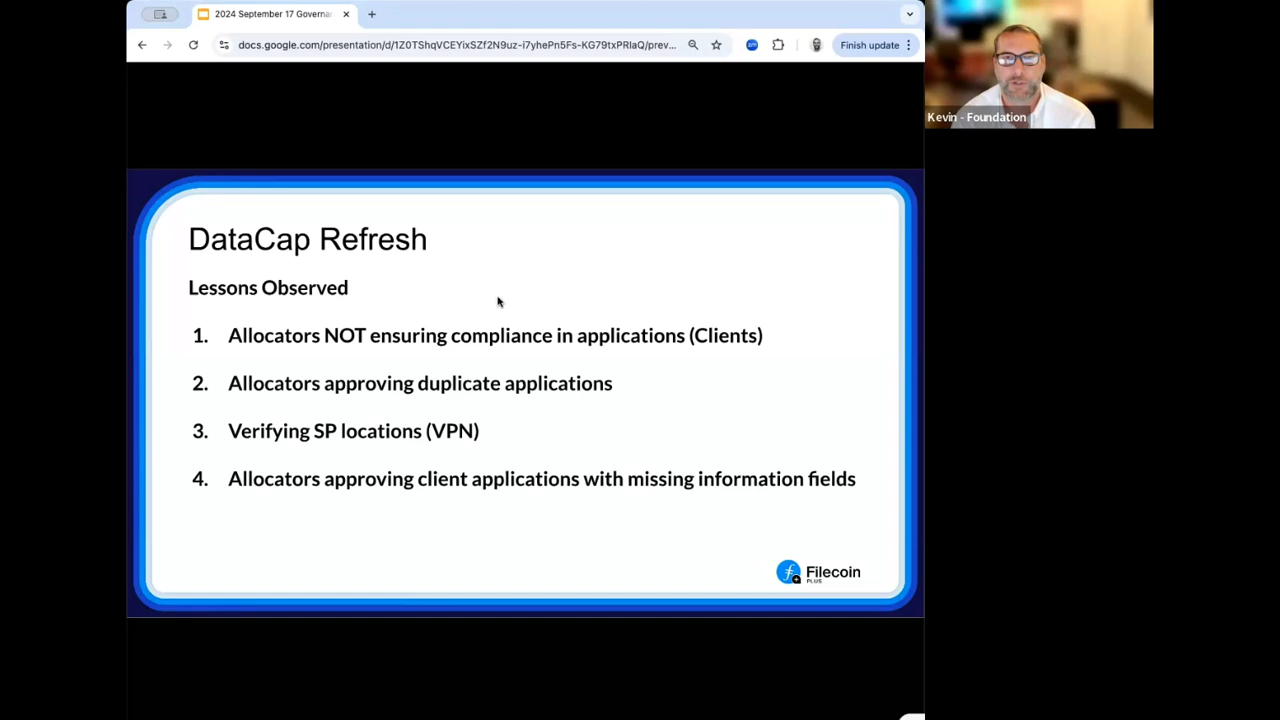 2024 September 17 Governa
docs.google.com/presentation/d/1Z0TShqVCEYixSZf2N9uz-i7yhePn5Fs-KG79txPRlaQ/prev...
Finish update
Kevin - Foundation
DataCap Refresh
Lessons Observed
1. Allocators NOT ensuring compliance in applications (Clients)
2. Allocators approving duplicate applications
3. Verifying SP locations (VPN)
4. Allocators approving client applications with missing information fields
Filecoin
PLUS